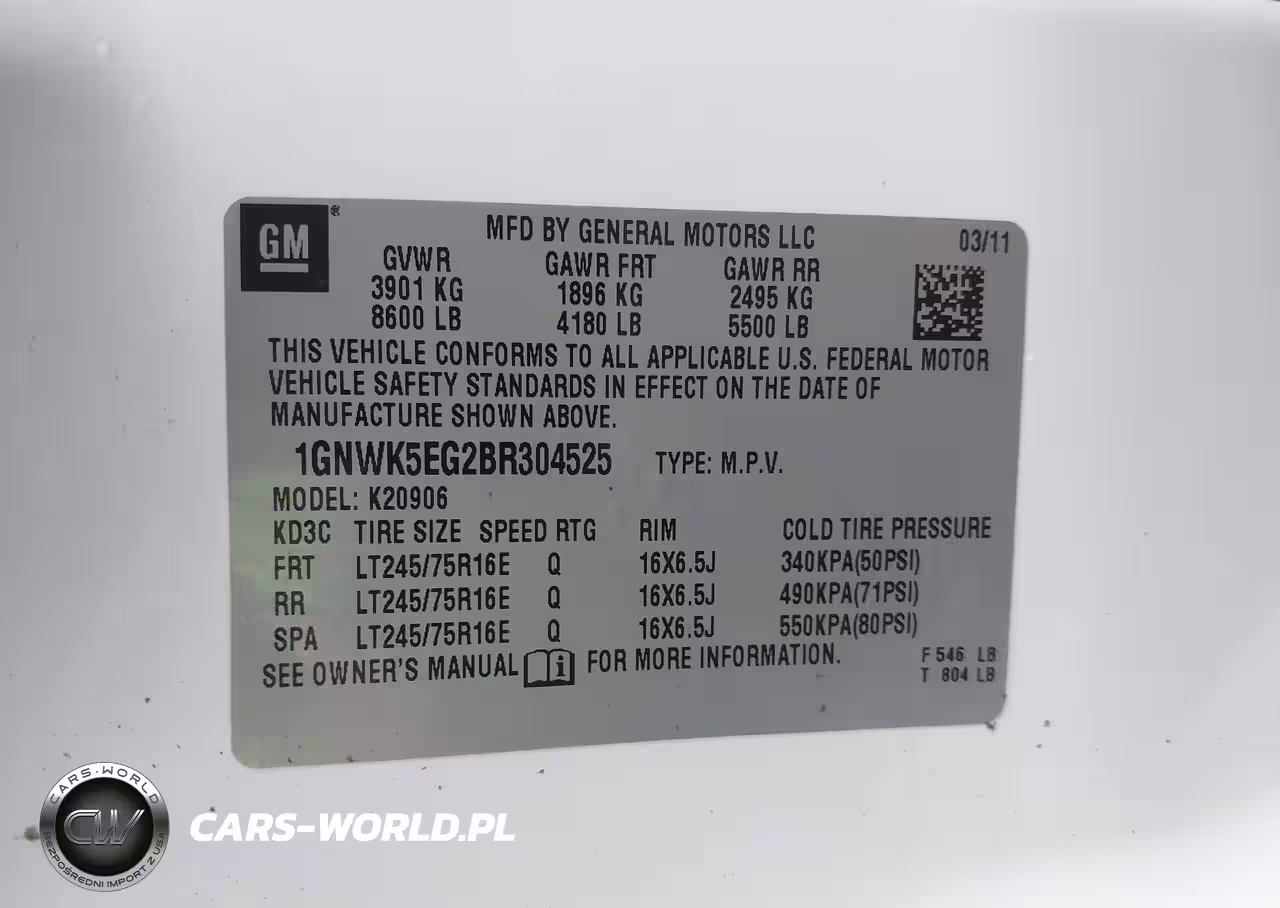 GM ®
MFD BY GENERAL MOTORS LLC 03/11
GVWR GAWR FRT GAWR RR
3901 KG 1896 KG 2495 KG
8600 LB 4180 LB 5500 LB
THIS VEHICLE CONFORMS TO ALL APPLICABLE U.S. FEDERAL MOTOR
VEHICLE SAFETY STANDARDS IN EFFECT ON THE DATE OF
MANUFACTURE SHOWN ABOVE.
1GNWK5EG2BR304525 TYPE: M.P.V.
MODEL: K20906
KD3C TIRE SIZE SPEED RTG RIM COLD TIRE PRESSURE
FRT LT245/75R16E Q 16X6.5J 340KPA(50PSI)
RR LT245/75R16E Q 16X6.5J 490KPA(71PSI)
SPA LT245/75R16E Q 16X6.5J 550KPA(80PSI)
SEE OWNER'S MANUAL i FOR MORE INFORMATION.
F 546 LB
T 804 LB
CARS-WORLD
CW
BEZPOŚREDNI IMPORT Z USA
CARS-WORLD.PL